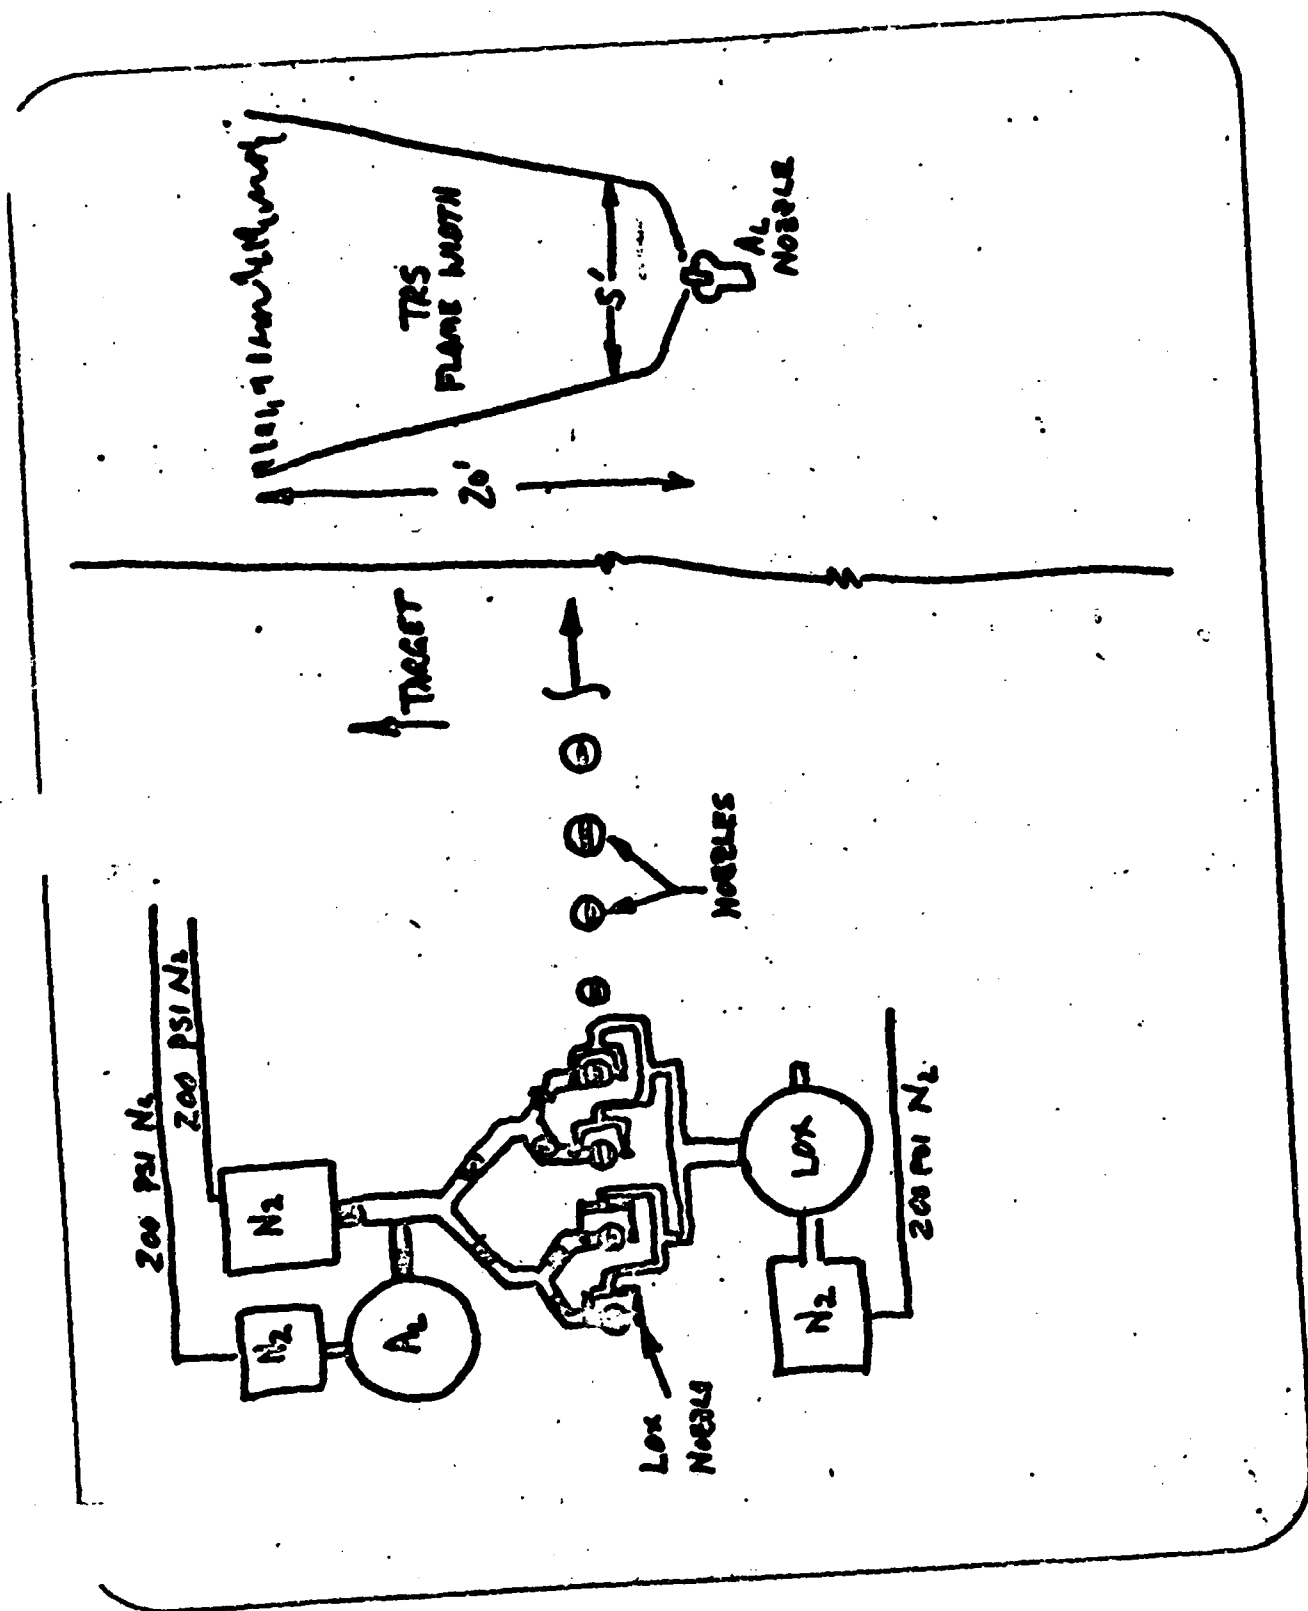 200 PSI N2
200 PSI N2
N2
N2
AL
LOX
NOZZLE
N2
LOX
200 PSI N2
NOZZLES
TARGET
20'
TRS
FLAME WIDTH
5'
AL
NOZZLE